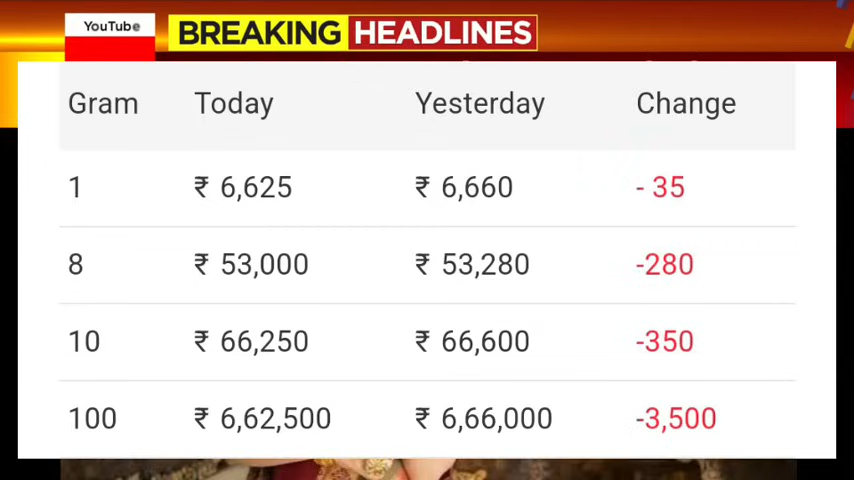 YouTube
BREAKING HEADLINES
Gram Today Yesterday Change
1 ₹ 6,625 ₹ 6,660 - 35
8 ₹ 53,000 ₹ 53,280 -280
10 ₹ 66,250 ₹ 66,600 -350
100 ₹ 6,62,500 ₹ 6,66,000 -3,500